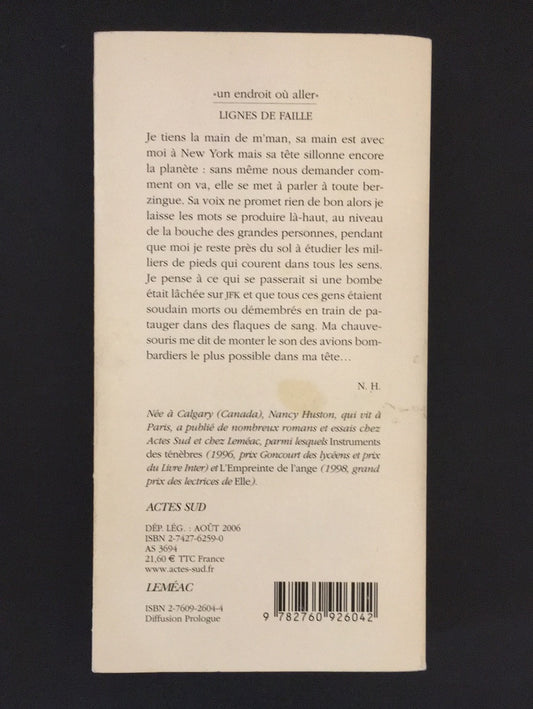 «un endroit où aller»
LIGNES DE FAILLE
Je tiens la main de m'man, sa main est avec
moi à New York mais sa tête sillonne encore
la planète : sans même nous demander com-
ment on va, elle se met à parler à toute ber-
zingue. Sa voix ne promet rien de bon alors je
laisse les mots se produire là-haut, au niveau
de la bouche des grandes personnes, pendant
que moi je reste près du sol à étudier les mil-
liers de pieds qui courent dans tous les sens.
Je pense à ce qui se passerait si une bombe
était lâchée sur JFK et que tous ces gens étaient
soudain morts ou démembrés en train de pa-
tauger dans des flaques de sang. Ma chauve-
souris me dit de monter le son des avions bom-
bardiers le plus possible dans ma tête…
N. H.
Née à Calgary (Canada), Nancy Huston, qui vit à
Paris, a publié de nombreux romans et essais chez
Actes Sud et chez Leméac, parmi lesquels Instruments
des ténèbres (1996, prix Goncourt des lycéens et prix
du Livre Inter) et L'Empreinte de l'ange (1998, grand
prix des lectrices de Elle).
ACTES SUD
DÉP. LÉG. : AOÛT 2006
ISBN 2-7427-6259-0
AS 3694
21,60 € TTC France
www.actes-sud.fr
LEMÉAC
ISBN 2-7609-2604-4
Diffusion Prologue
9 782760 926042